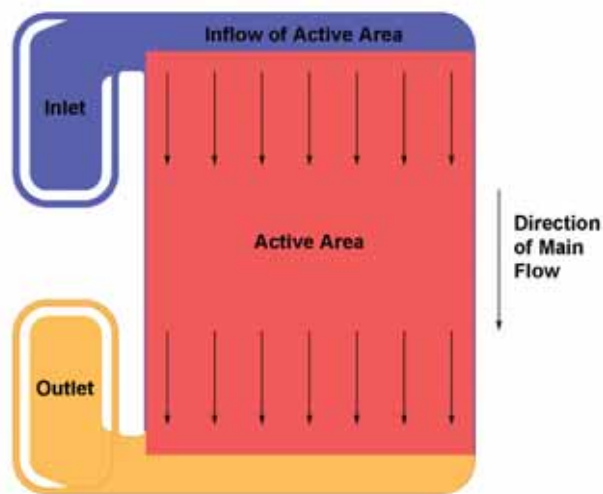 Inflow of Active Area
Inlet
Active Area
Direction
of Main
Flow
Outlet